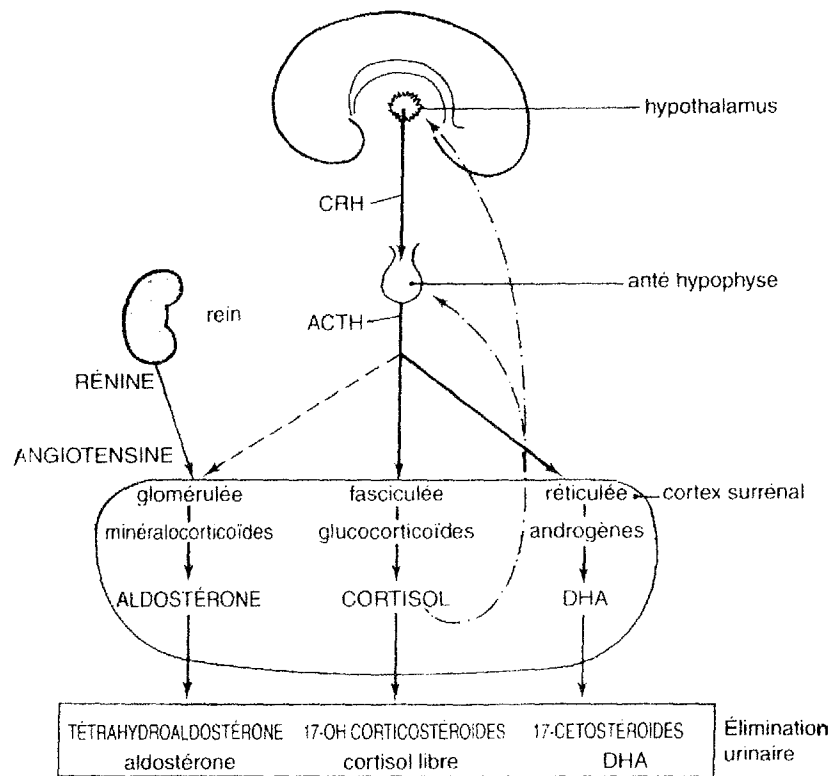 hypothalamus
CRH
anté hypophyse
rein
ACTH
RÉNINE
ANGIOTENSINE
glomérulée fasciculée réticulée cortex surrénal
minéralocorticoïdes glucocorticoïdes androgènes
ALDOSTÉRONE CORTISOL DHA
TÉTRAHYDROALDOSTÉRONE 17-OH CORTICOSTÉROIDES 17-CETOSTÉROIDES Élimination
aldostérone cortisol libre DHA urinaire